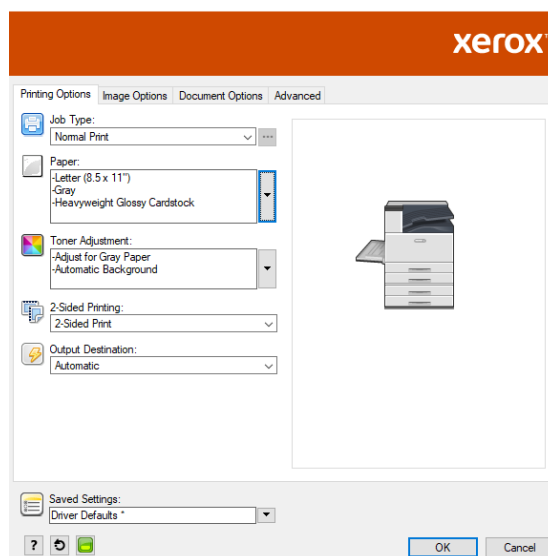 xerox™
Printing Options Image Options Document Options Advanced
Job Type:
Normal Print
Paper:
-Letter (8.5 x 11")
-Gray
-Heavyweight Glossy Cardstock
Toner Adjustment:
-Adjust for Gray Paper
-Automatic Background
2-Sided Printing:
2-Sided Print
Output Destination:
Automatic
Saved Settings:
Driver Defaults *
?
OK Cancel